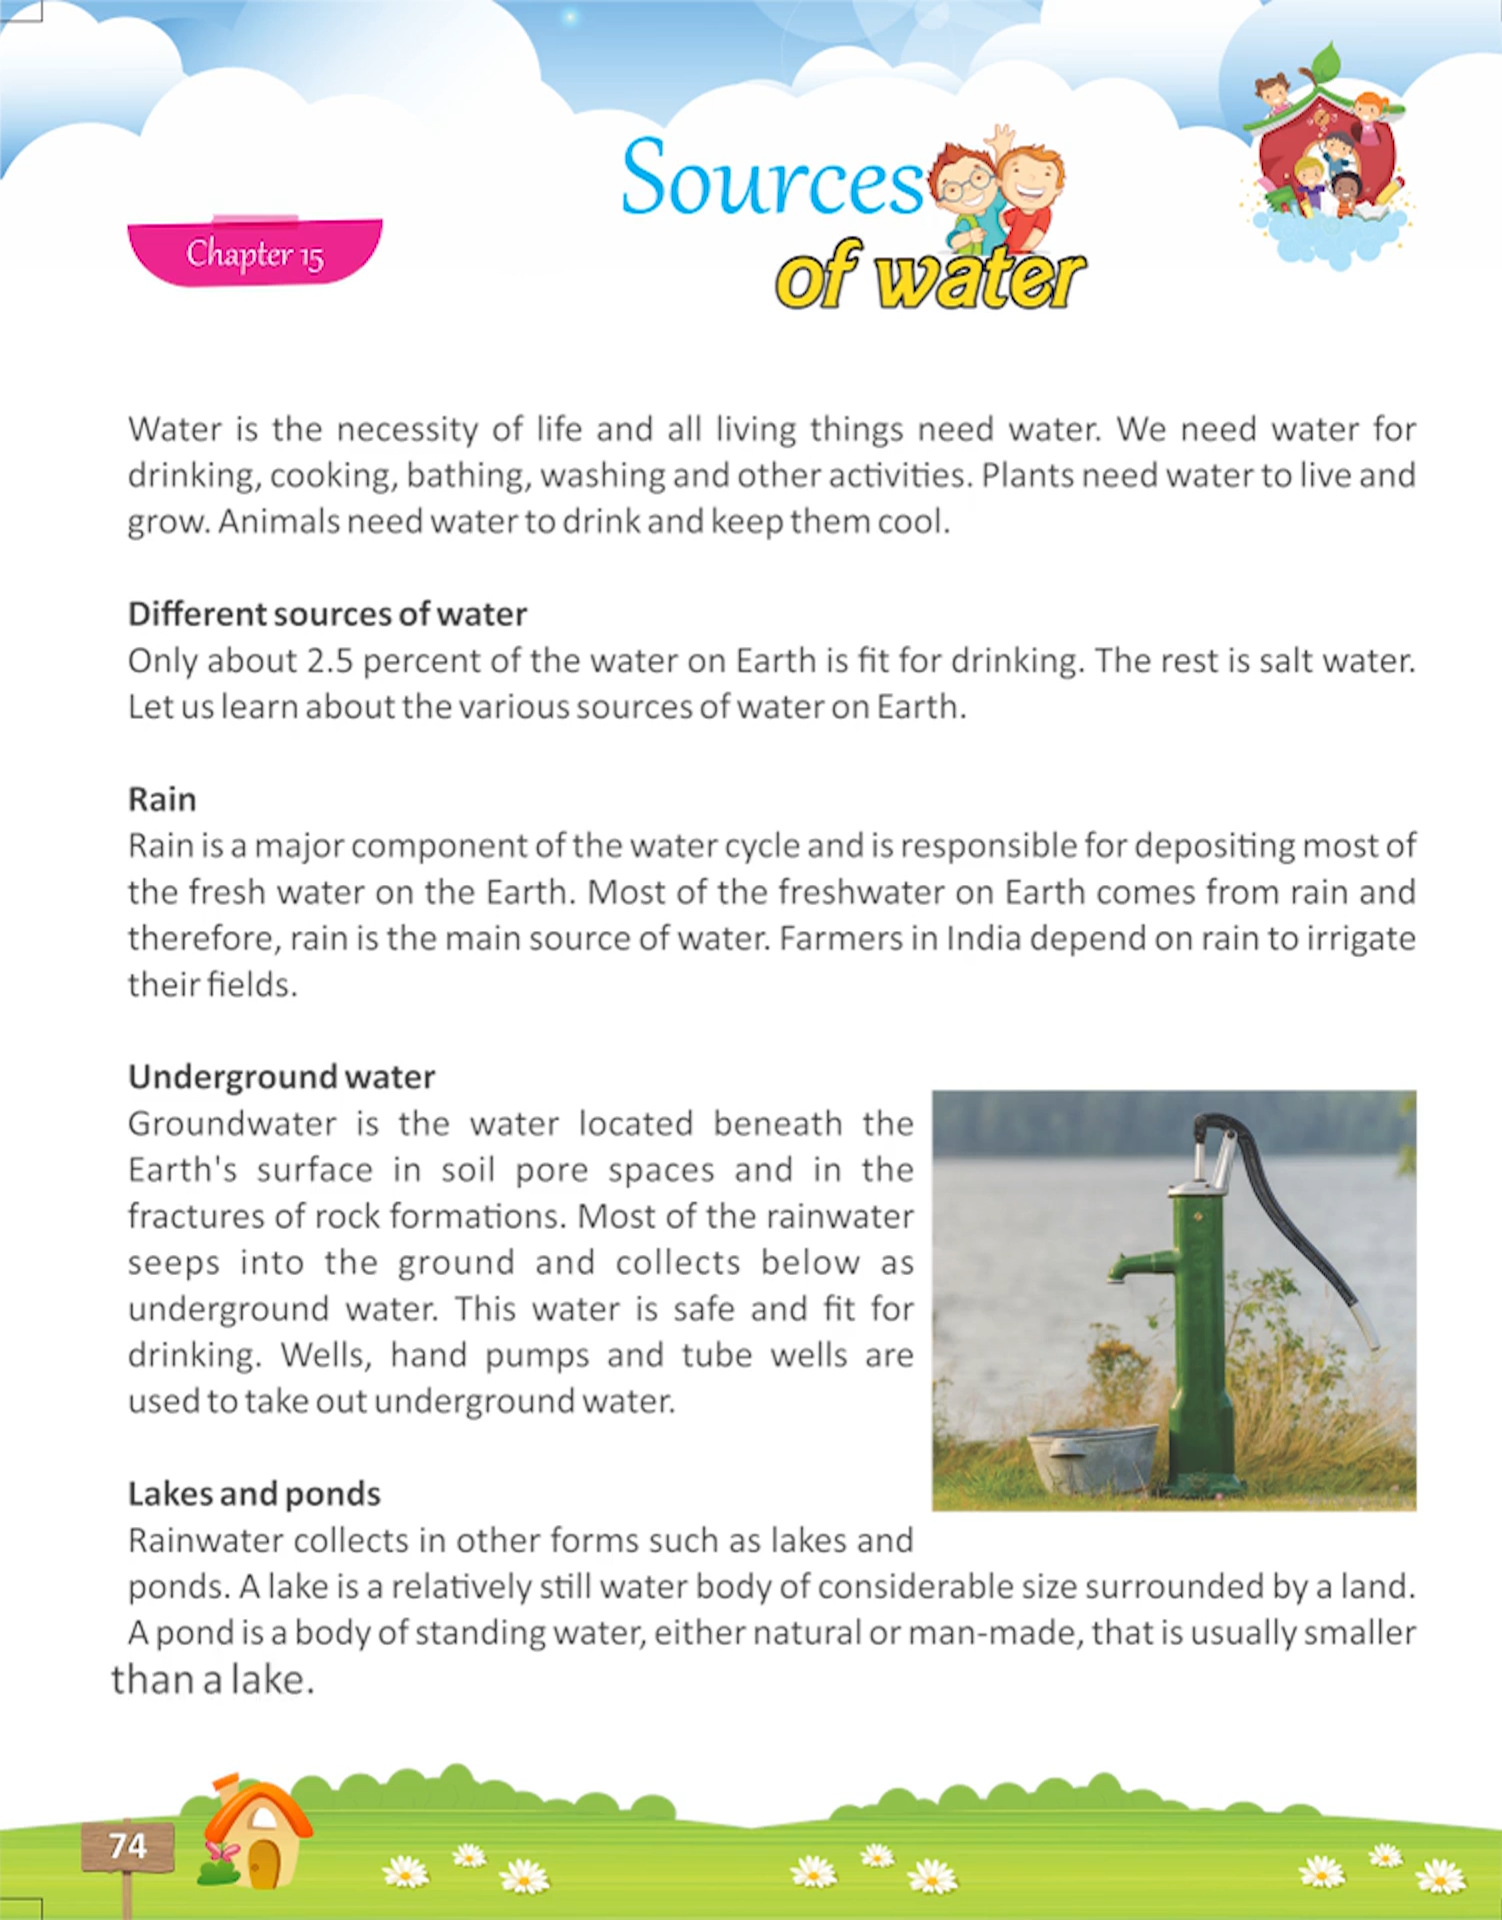 Sources
of water
Chapter 15
Water is the necessity of life and all living things need water. We need water for
drinking, cooking, bathing, washing and other activities. Plants need water to live and
grow. Animals need water to drink and keep them cool.
Different sources of water
Only about 2.5 percent of the water on Earth is fit for drinking. The rest is salt water.
Let us learn about the various sources of water on Earth.
Rain
Rain is a major component of the water cycle and is responsible for depositing most of
the fresh water on the Earth. Most of the freshwater on Earth comes from rain and
therefore, rain is the main source of water. Farmers in India depend on rain to irrigate
their fields.
Underground water
Groundwater is the water located beneath the
Earth's surface in soil pore spaces and in the
fractures of rock formations. Most of the rainwater
seeps into the ground and collects below as
underground water. This water is safe and fit for
drinking. Wells, hand pumps and tube wells are
used to take out underground water.
Lakes and ponds
Rainwater collects in other forms such as lakes and
ponds. A lake is a relatively still water body of considerable size surrounded by a land.
A pond is a body of standing water, either natural or man-made, that is usually smaller
than a lake.
74